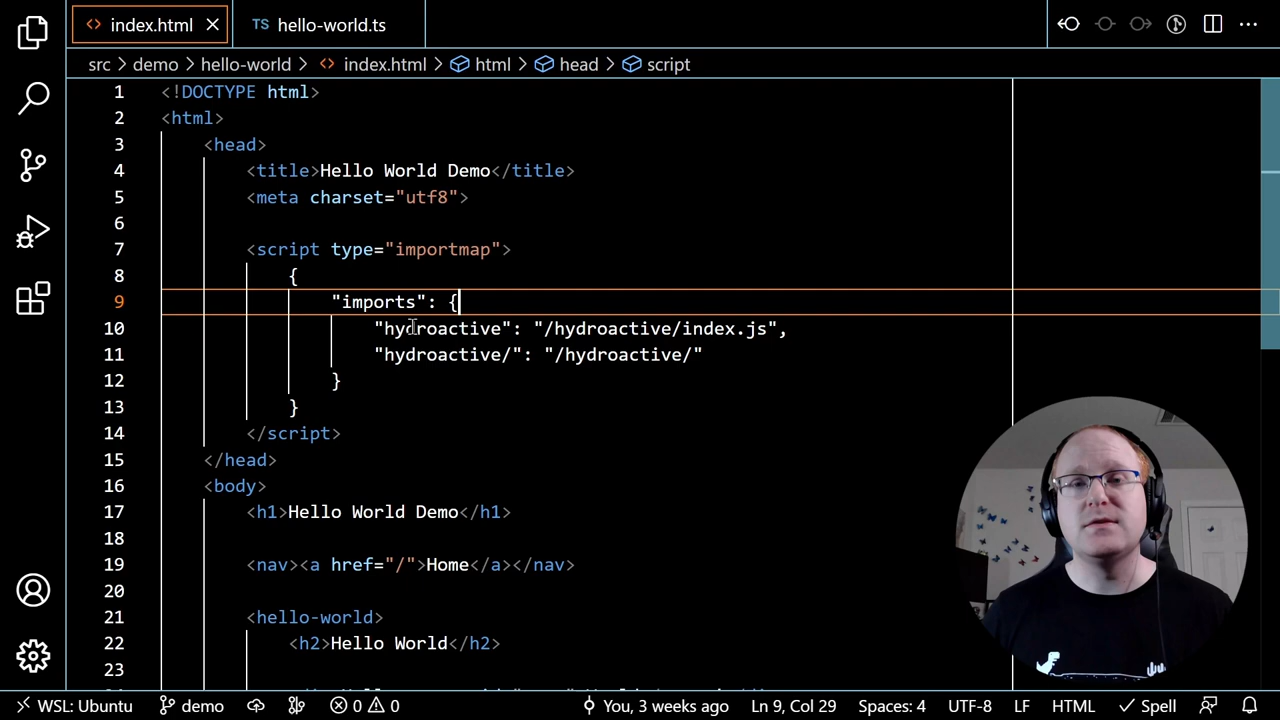 index.html
TS hello-world.ts
src > demo > hello-world > index.html > html > head > script
1 <!DOCTYPE html>
2 <html>
3 <head>
4 <title>Hello World Demo</title>
5 <meta charset="utf8">
6
7 <script type="importmap">
8 {
9 "imports": {
10 "hydroactive": "/hydroactive/index.js",
11 "hydroactive/": "/hydroactive/"
12 }
13 }
14 </script>
15 </head>
16 <body>
17 <h1>Hello World Demo</h1>
18
19 <nav><a href="/">Home</a></nav>
20
21 <hello-world>
22 <h2>Hello World</h2>
23
WSL: Ubuntu demo 0 0 You, 3 weeks ago Ln 9, Col 29 Spaces: 4 UTF-8 LF HTML Spell